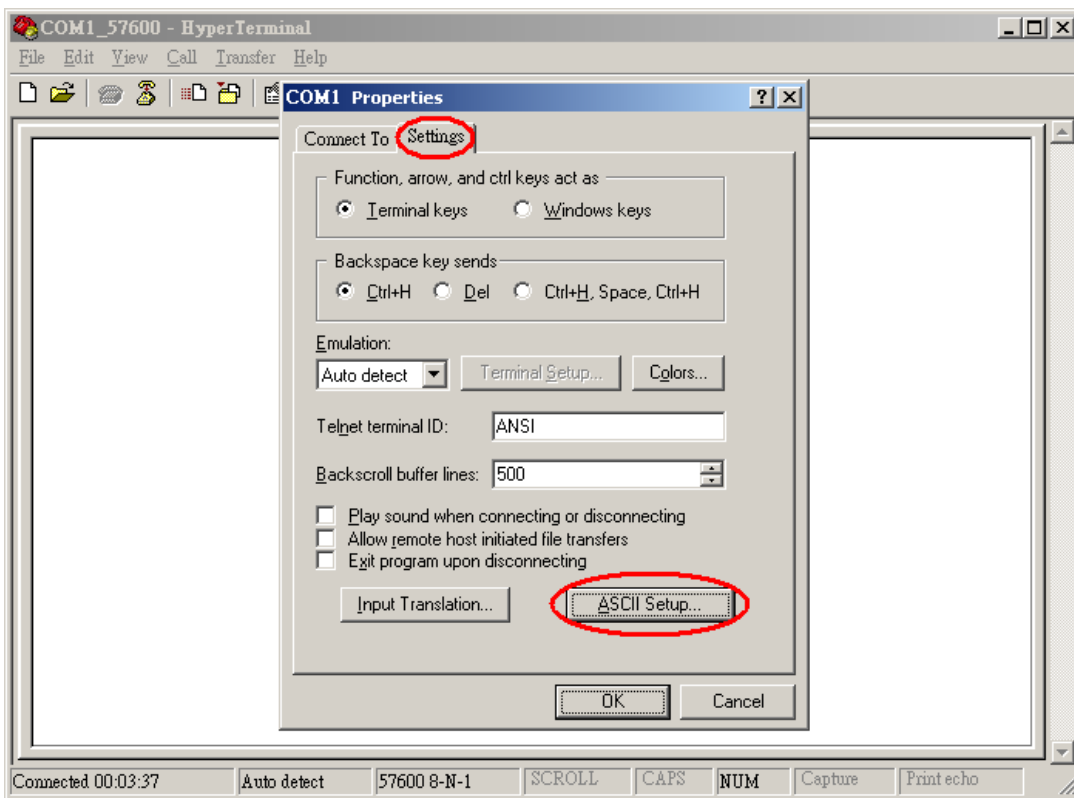 COM1_57600 - HyperTerminal
File Edit View Call Transfer Help
COM1 Properties
Connect To Settings
Function, arrow, and ctrl keys act as
Terminal keys Windows keys
Backspace key sends
Ctrl+H Del Ctrl+H, Space, Ctrl+H
Emulation:
Auto detect Terminal Setup... Colors...
Telnet terminal ID: ANSI
Backscroll buffer lines: 500
Play sound when connecting or disconnecting
Allow remote host initiated file transfers
Exit program upon disconnecting
Input Translation... ASCII Setup...
OK Cancel
Connected 00:03:37 Auto detect 57600 8-N-1 SCROLL CAPS NUM Capture Print echo